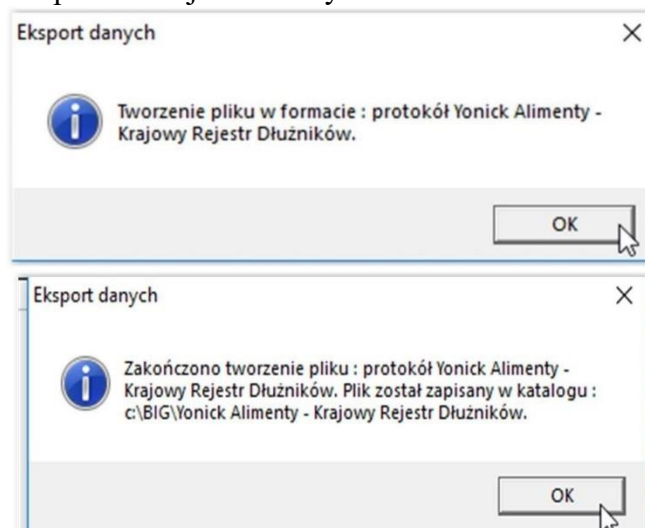 Eksport danych
Tworzenie pliku w formacie : protokół Yonick Alimenty -
Krajowy Rejestr Dłużników.
OK
Eksport danych
Zakończono tworzenie pliku : protokół Yonick Alimenty -
Krajowy Rejestr Dłużników. Plik został zapisany w katalogu :
c:\BIG\Yonick Alimenty - Krajowy Rejestr Dłużników.
OK